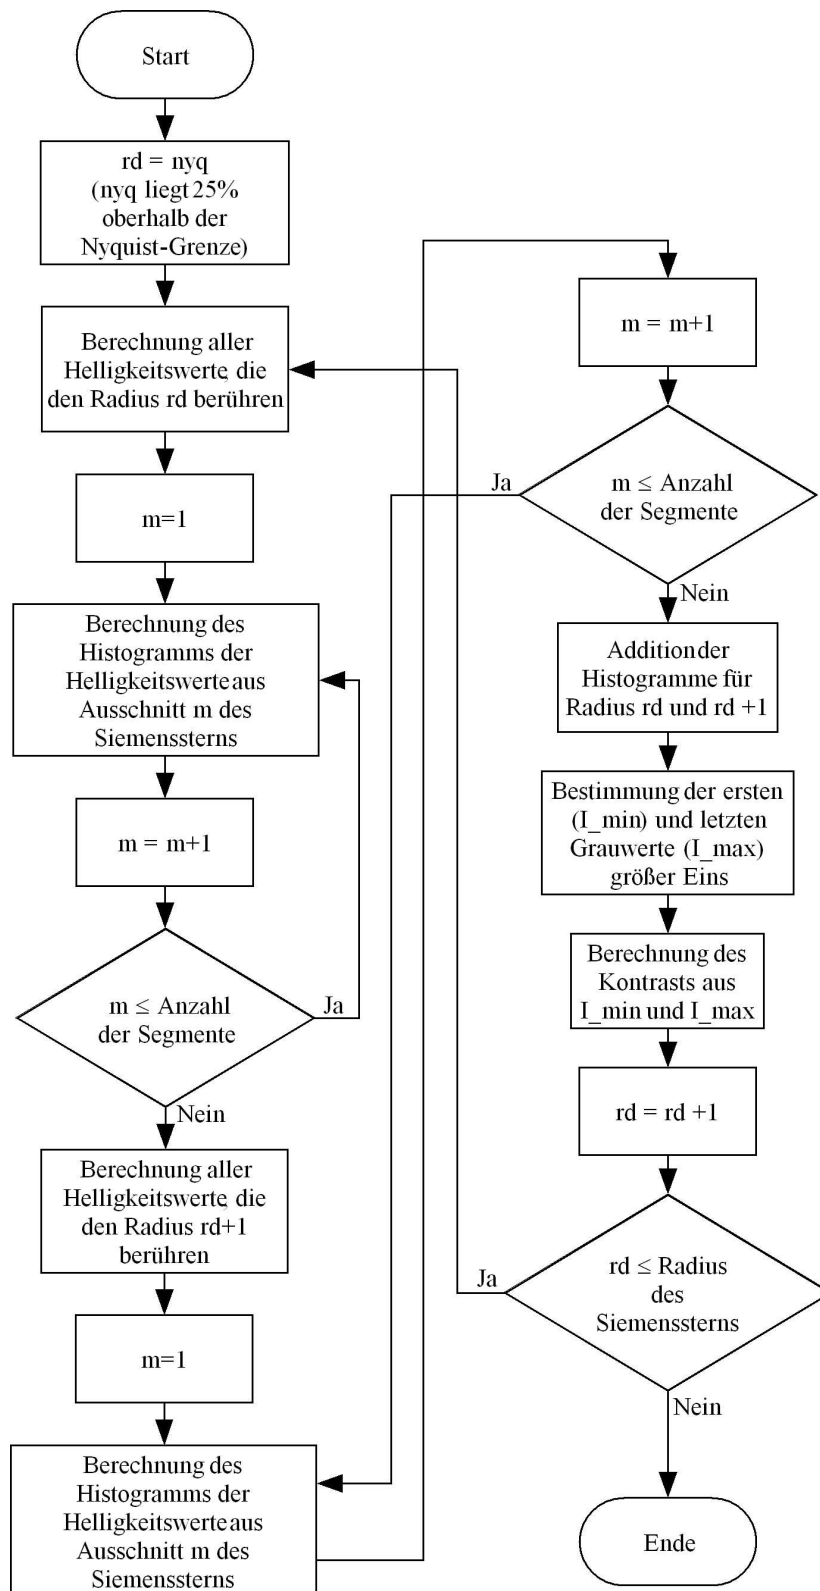 Start
rd = nyq
(nyq liegt 25%
oberhalb der
Nyquist-Grenze)
Berechnung aller
Helligkeitswerte, die
den Radius rd berühren
m=1
Berechnung des
Histogramms der
Helligkeitswerte aus
Ausschnitt m des
Siemenssterns
m = m+1
m ≤ Anzahl
der Segmente
Ja
Nein
Berechnung aller
Helligkeitswerte, die
den Radius rd+1
berühren
m=1
Berechnung des
Histogramms der
Helligkeitswerte aus
Ausschnitt m des
Siemenssterns
m = m+1
m ≤ Anzahl
der Segmente
Ja
Nein
Addition der
Histogramme für
Radius rd und rd +1
Bestimmung der ersten
(I_min) und letzten
Grauwerte (I_max)
größer Eins
Berechnung des
Kontrasts aus
I_min und I_max
rd = rd +1
rd ≤ Radius
des
Siemenssterns
Ja
Nein
Ende